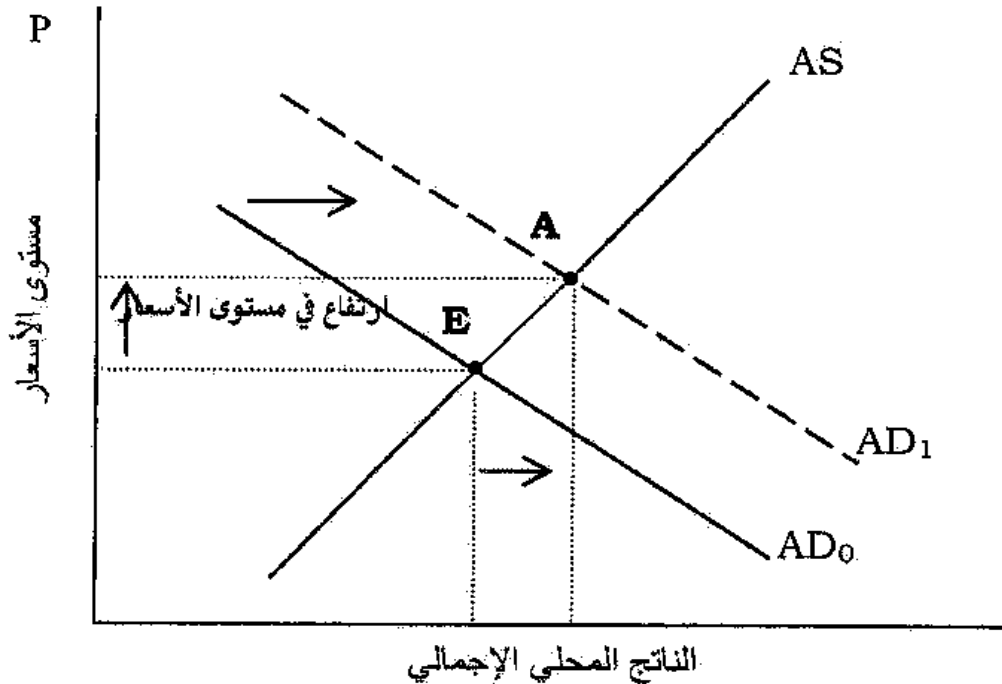 P
AS
A
مستوى الأسعار
ارتفاع في مستوى الأسعار
E
AD₁
AD₀
الناتج المحلي الإجمالي